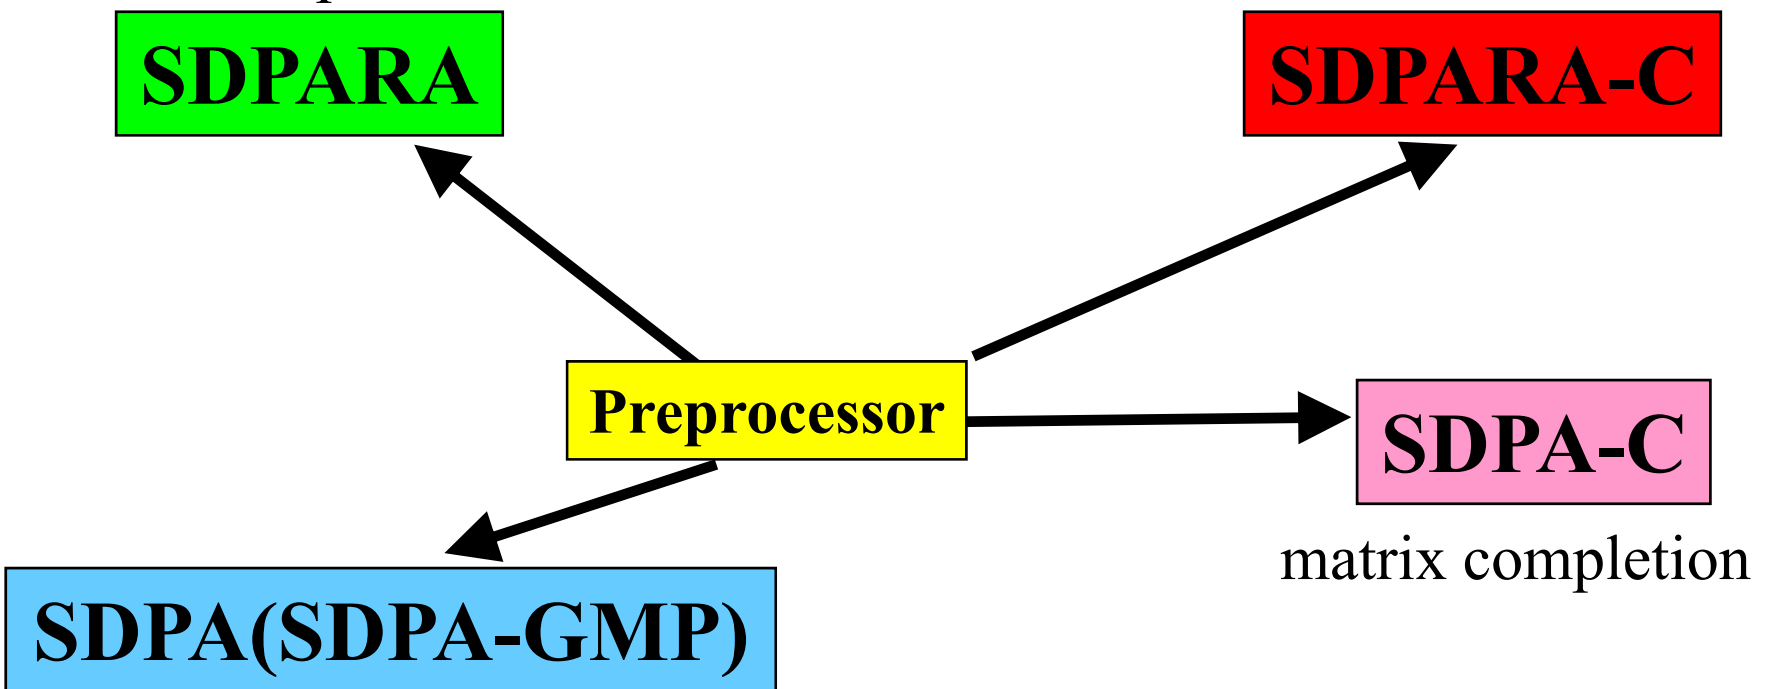 SDPARA
SDPARA-C
Preprocessor
SDPA-C
matrix completion
SDPA(SDPA-GMP)